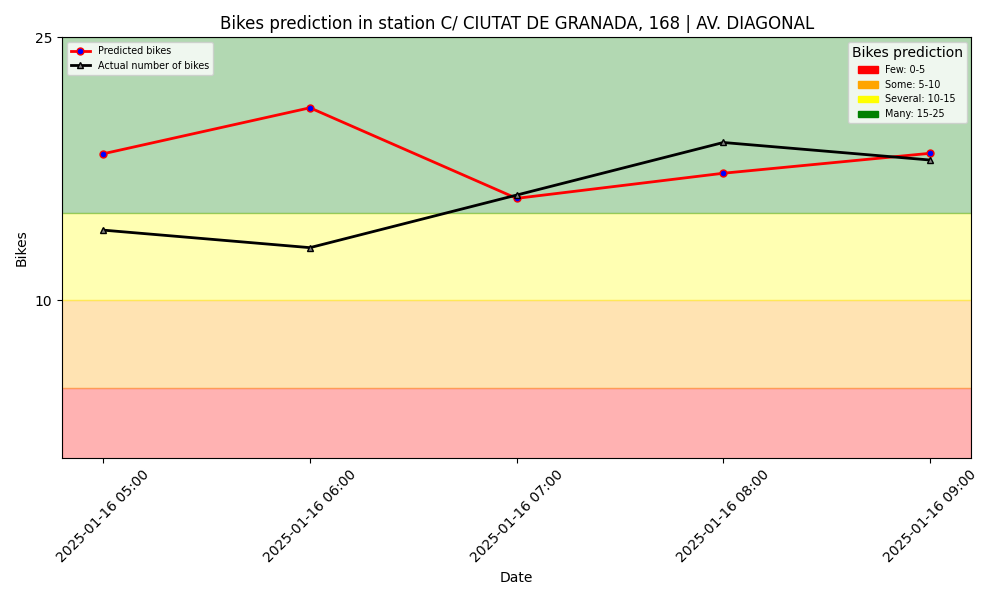 Bikes prediction in station C/ CIUTAT DE GRANADA, 168 | AV. DIAGONAL
25
10
Bikes
Predicted bikes
Actual number of bikes
Bikes prediction
Few: 0-5
Some: 5-10
Several: 10-15
Many: 15-25
2025-01-16 05:00
2025-01-16 06:00
2025-01-16 07:00
2025-01-16 08:00
2025-01-16 09:00
Date